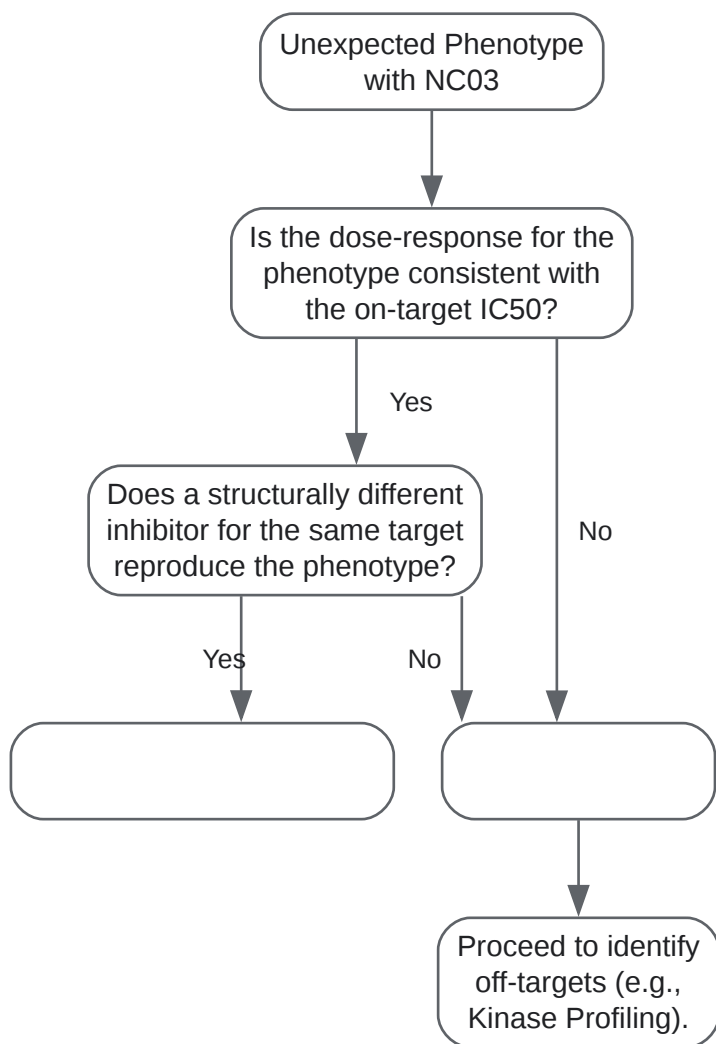 Unexpected Phenotype
with NC03
Is the dose-response for the
phenotype consistent with
the on-target IC50?
Yes
Does a structurally different
inhibitor for the same target
reproduce the phenotype?
No
Yes
No
Proceed to identify
off-targets (e.g.,
Kinase Profiling).